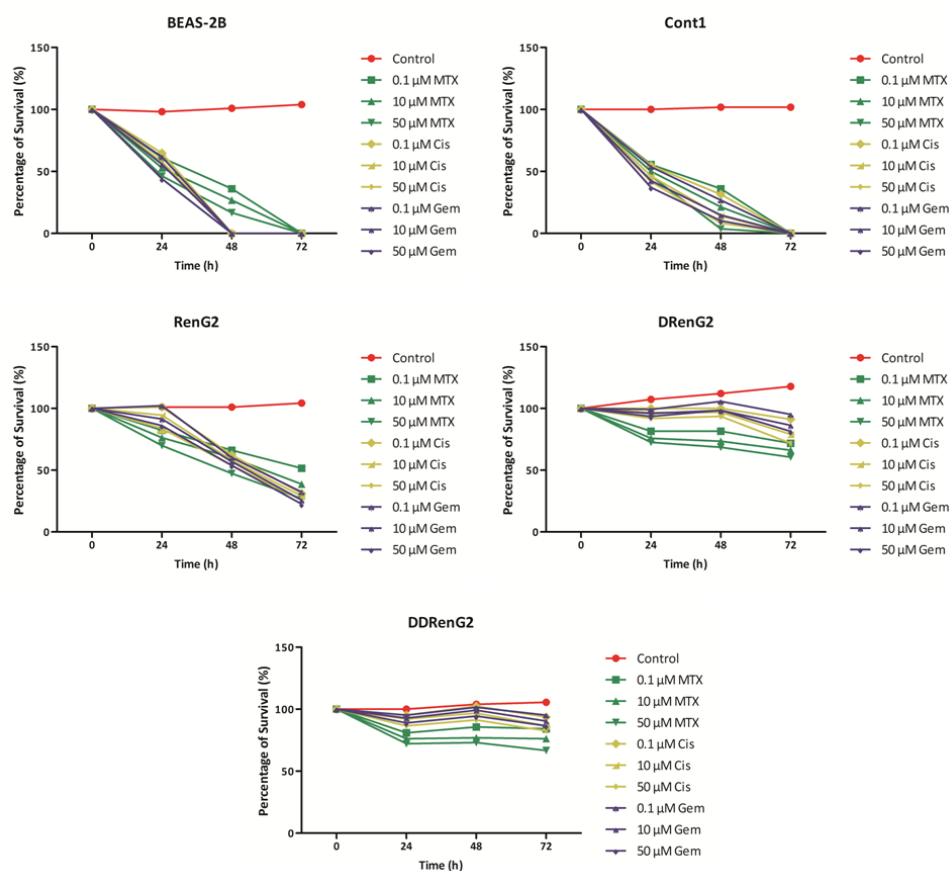 BEAS-2B
Percentage of Survival (%)
150
100
50
0
0 24 48 72
Time (h)
Control
0.1 µM MTX
10 µM MTX
50 µM MTX
0.1 µM Cis
10 µM Cis
50 µM Cis
0.1 µM Gem
10 µM Gem
50 µM Gem
Cont1
Percentage of Survival (%)
150
100
50
0
0 24 48 72
Time (h)
Control
0.1 µM MTX
10 µM MTX
50 µM MTX
0.1 µM Cis
10 µM Cis
50 µM Cis
0.1 µM Gem
10 µM Gem
50 µM Gem
RenG2
Percentage of Survival (%)
150
100
50
0
0 24 48 72
Time (h)
Control
0.1 µM MTX
10 µM MTX
50 µM MTX
0.1 µM Cis
10 µM Cis
50 µM Cis
0.1 µM Gem
10 µM Gem
50 µM Gem
DRenG2
Percentage of Survival (%)
150
100
50
0
0 24 48 72
Time (h)
Control
0.1 µM MTX
10 µM MTX
50 µM MTX
0.1 µM Cis
10 µM Cis
50 µM Cis
0.1 µM Gem
10 µM Gem
50 µM Gem
DDRenG2
Percentage of Survival (%)
150
100
50
0
0 24 48 72
Time (h)
Control
0.1 µM MTX
10 µM MTX
50 µM MTX
0.1 µM Cis
10 µM Cis
50 µM Cis
0.1 µM Gem
10 µM Gem
50 µM Gem